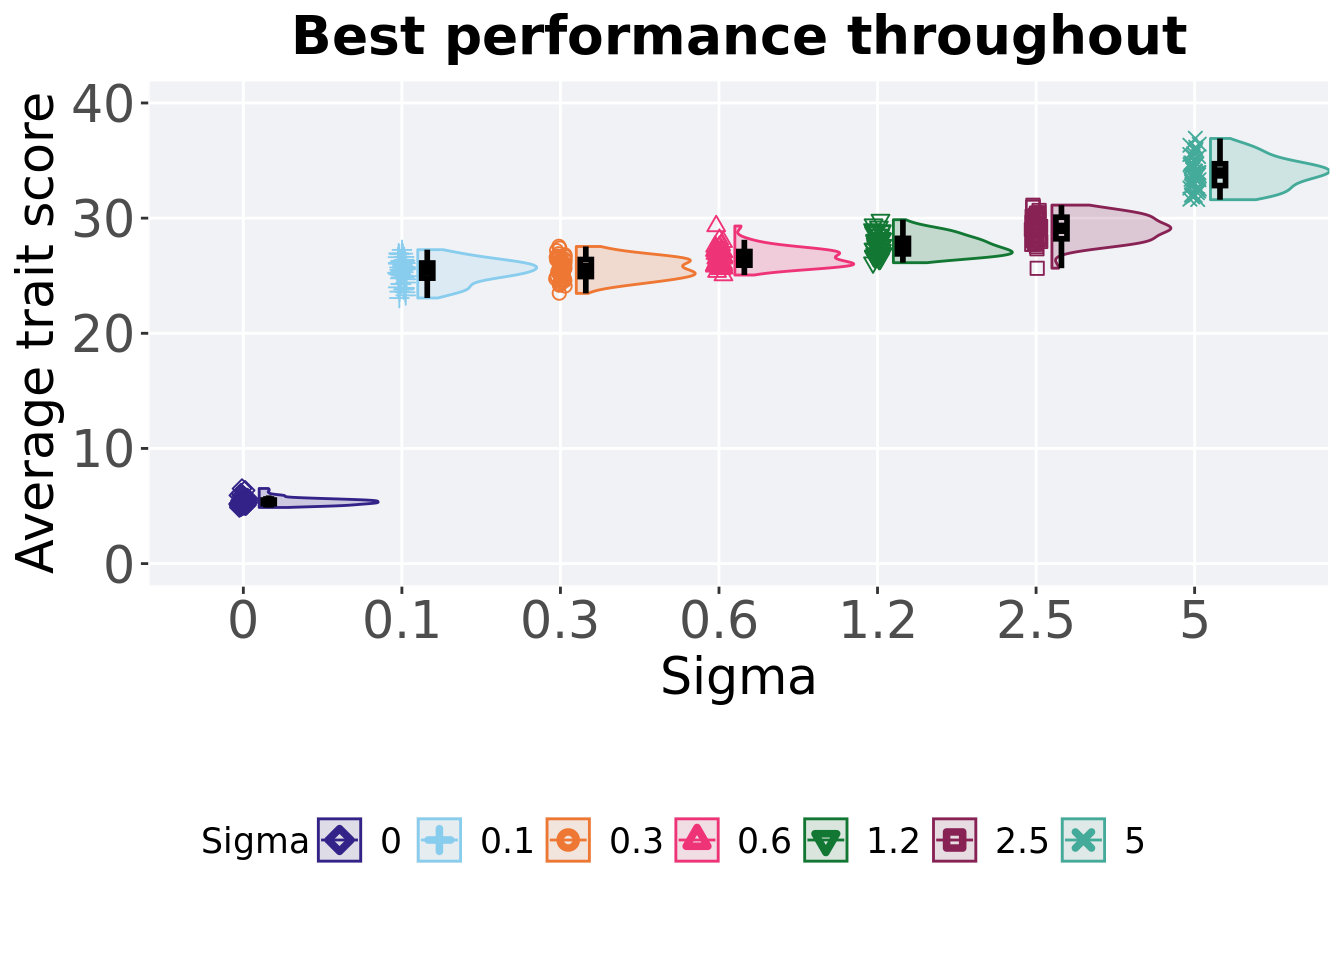 Best performance throughout
Average trait score
40
30
20
10
0
0 0.1 0.3 0.6 1.2 2.5 5
Sigma
Sigma 0 0.1 0.3 0.6 1.2 2.5 5